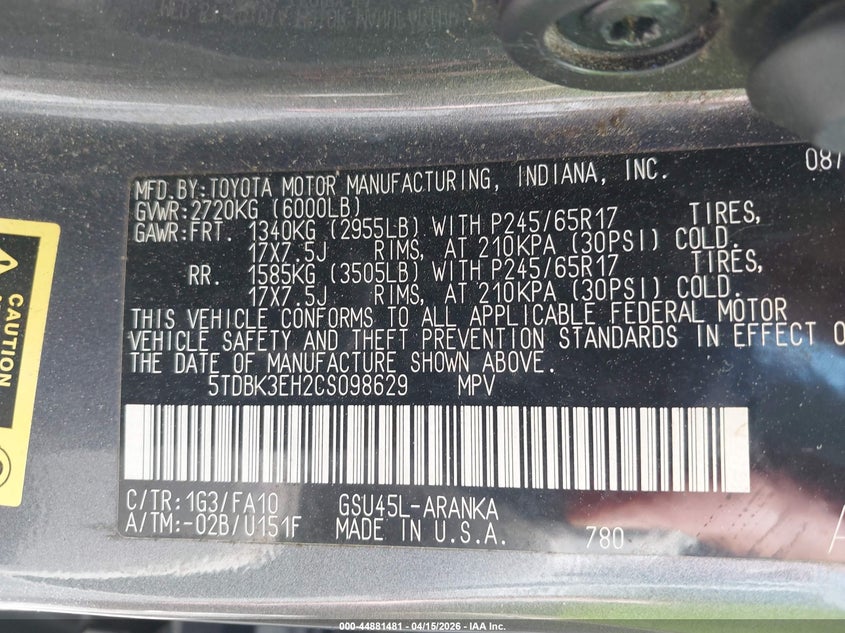 MFD.BY:TOYOTA MOTOR MANUFACTURING, INDIANA, INC. 087
GVWR:2720KG (6000LB)
GAWR:FRT. 1340KG (2955LB) WITH P245/65R17 TIRES,
17X7.5J RIMS, AT 210KPA (30PSI) COLD.
RR. 1585KG (3505LB) WITH P245/65R17 TIRES,
17X7.5J RIMS, AT 210KPA (30PSI) COLD.
THIS VEHICLE CONFORMS TO ALL APPLICABLE FEDERAL MOTOR
VEHICLE SAFETY AND THEFT PREVENTION STANDARDS IN EFFECT O
THE DATE OF MANUFACTURE SHOWN ABOVE.
5TDBK3EH2CS098629 MPV
C/TR:1G3/FA10 GSU45L-ARANKA
A/TM:-02B/U151F MADE IN U.S.A. 780 A
CAUTION
000-44881481 - 04/15/2026 - IAA Inc.